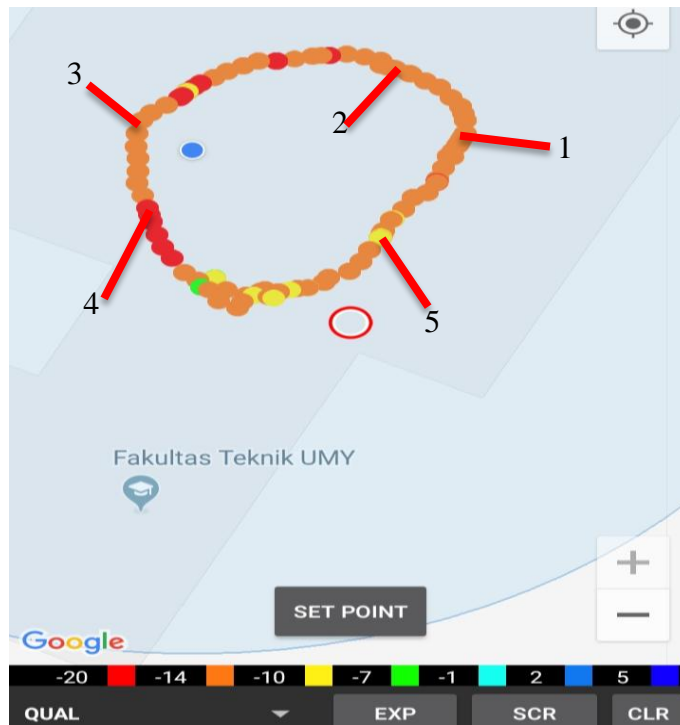 3
2
1
4
5
Fakultas Teknik UMY
SET POINT
Google
-20 -14 -10 -7 -1 2 5
QUAL EXP SCR CLR